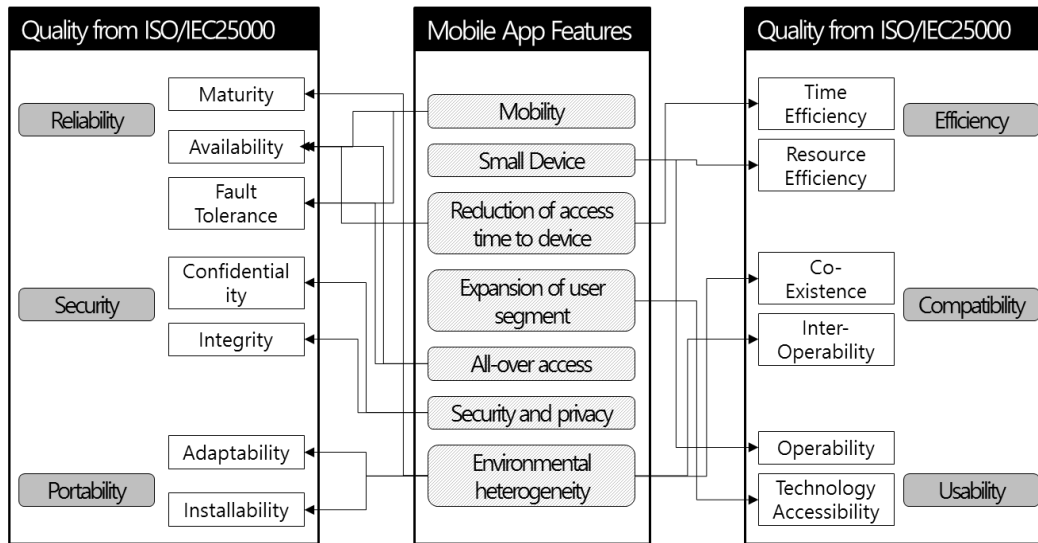 Quality from ISO/IEC25000
Reliability
Maturity
Availability
Fault
Tolerance
Security
Confidential
ity
Integrity
Portability
Adaptability
Installability
Mobile App Features
Mobility
Small Device
Reduction of access
time to device
Expansion of user
segment
All-over access
Security and privacy
Environmental
heterogeneity
Quality from ISO/IEC25000
Time
Efficiency
Efficiency
Resource
Efficiency
Co-
Existence
Compatibility
Inter-
Operability
Operability
Technology
Accessibility
Usability